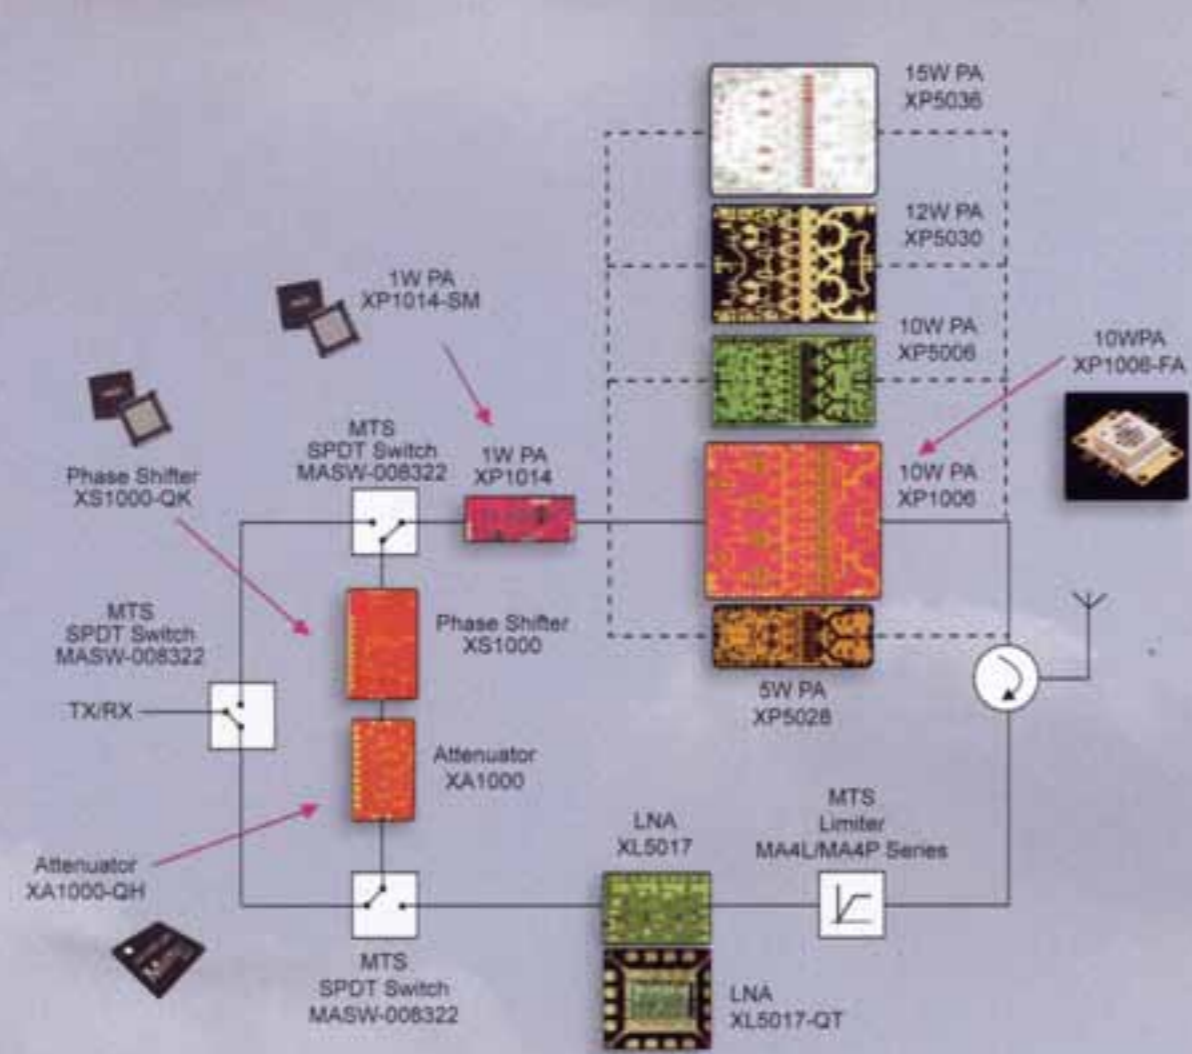 15W PA
XP5036
12W PA
XP5030
1W PA
XP1014-SM
10W PA
XP5006
10WPA
XP1006-FA
Phase Shifter
XS1000-QK
MTS
SPDT Switch
MASW-008322
1W PA
XP1014
10W PA
XP1006
MTS
SPDT Switch
MASW-008322
Phase Shifter
XS1000
TX/RX
5W PA
XP5028
Attenuator
XA1000
Attenuator
XA1000-QH
LNA
XL5017
MTS
Limiter
MA4L/MA4P Series
MTS
SPDT Switch
MASW-008322
LNA
XL5017-QT